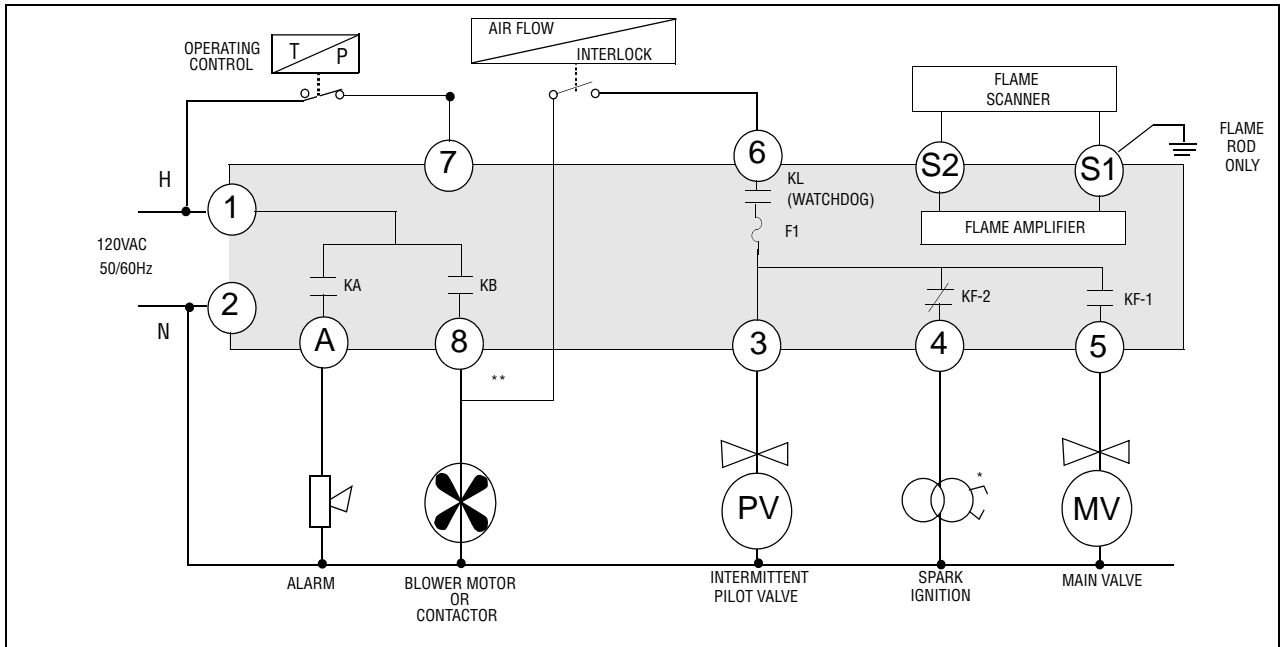 AIR FLOW
INTERLOCK
OPERATING
CONTROL
T
P
FLAME
SCANNER
FLAME
ROD
ONLY
7
6
S2
S1
H
1
KL
(WATCHDOG)
F1
FLAME AMPLIFIER
120VAC
50/60Hz
KA
KB
KF-2
KF-1
2
N
A
8
3
4
5
**
*
PV
MV
ALARM
BLOWER MOTOR
OR
CONTACTOR
INTERMITTENT
PILOT VALVE
SPARK
IGNITION
MAIN VALVE